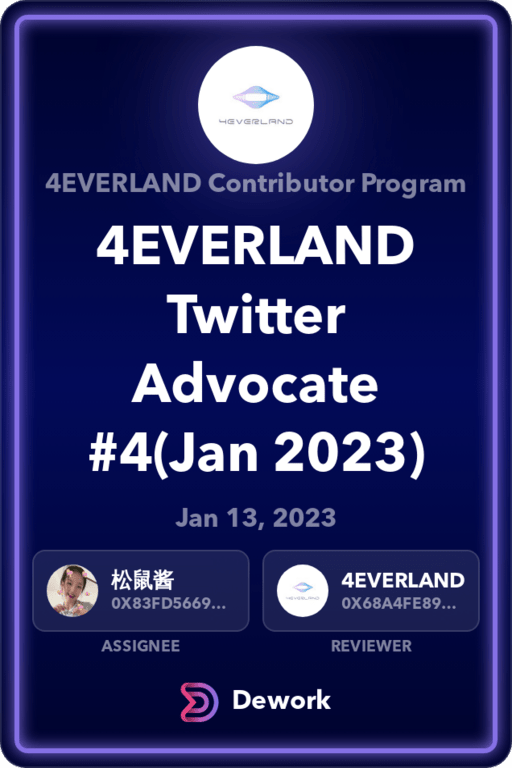 4EVERLAND
4EVERLAND Contributor Program
4EVERLAND
Twitter
Advocate
#4(Jan 2023)
Jan 13, 2023
松鼠酱
0X83FD5669...
ASSIGNEE
4EVERLAND
4EVERLAND
0X68A4FE89...
REVIEWER
Dework